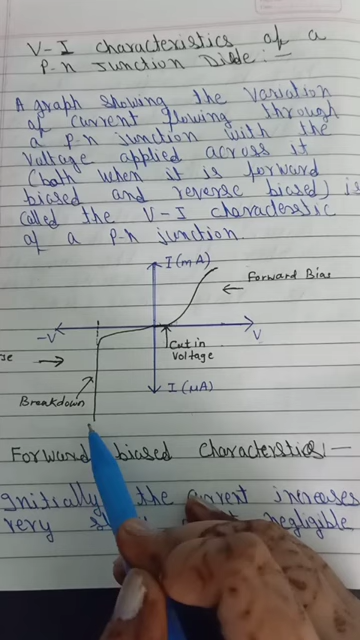 V-I characteristics of a
P-n Junction Diode:-
A graph showing the variation
of current flowing through
a p-n junction with the
voltage applied across it
(both when it is forward
biased and reverse biased) is
called the V-I characteristic
of a p-n junction.
I (mA)
Forward Bias
-V
V
Cut in
voltage
I (μA)
Breakdown
Forward biased characteristics -
Initially, the current increases
very negligible